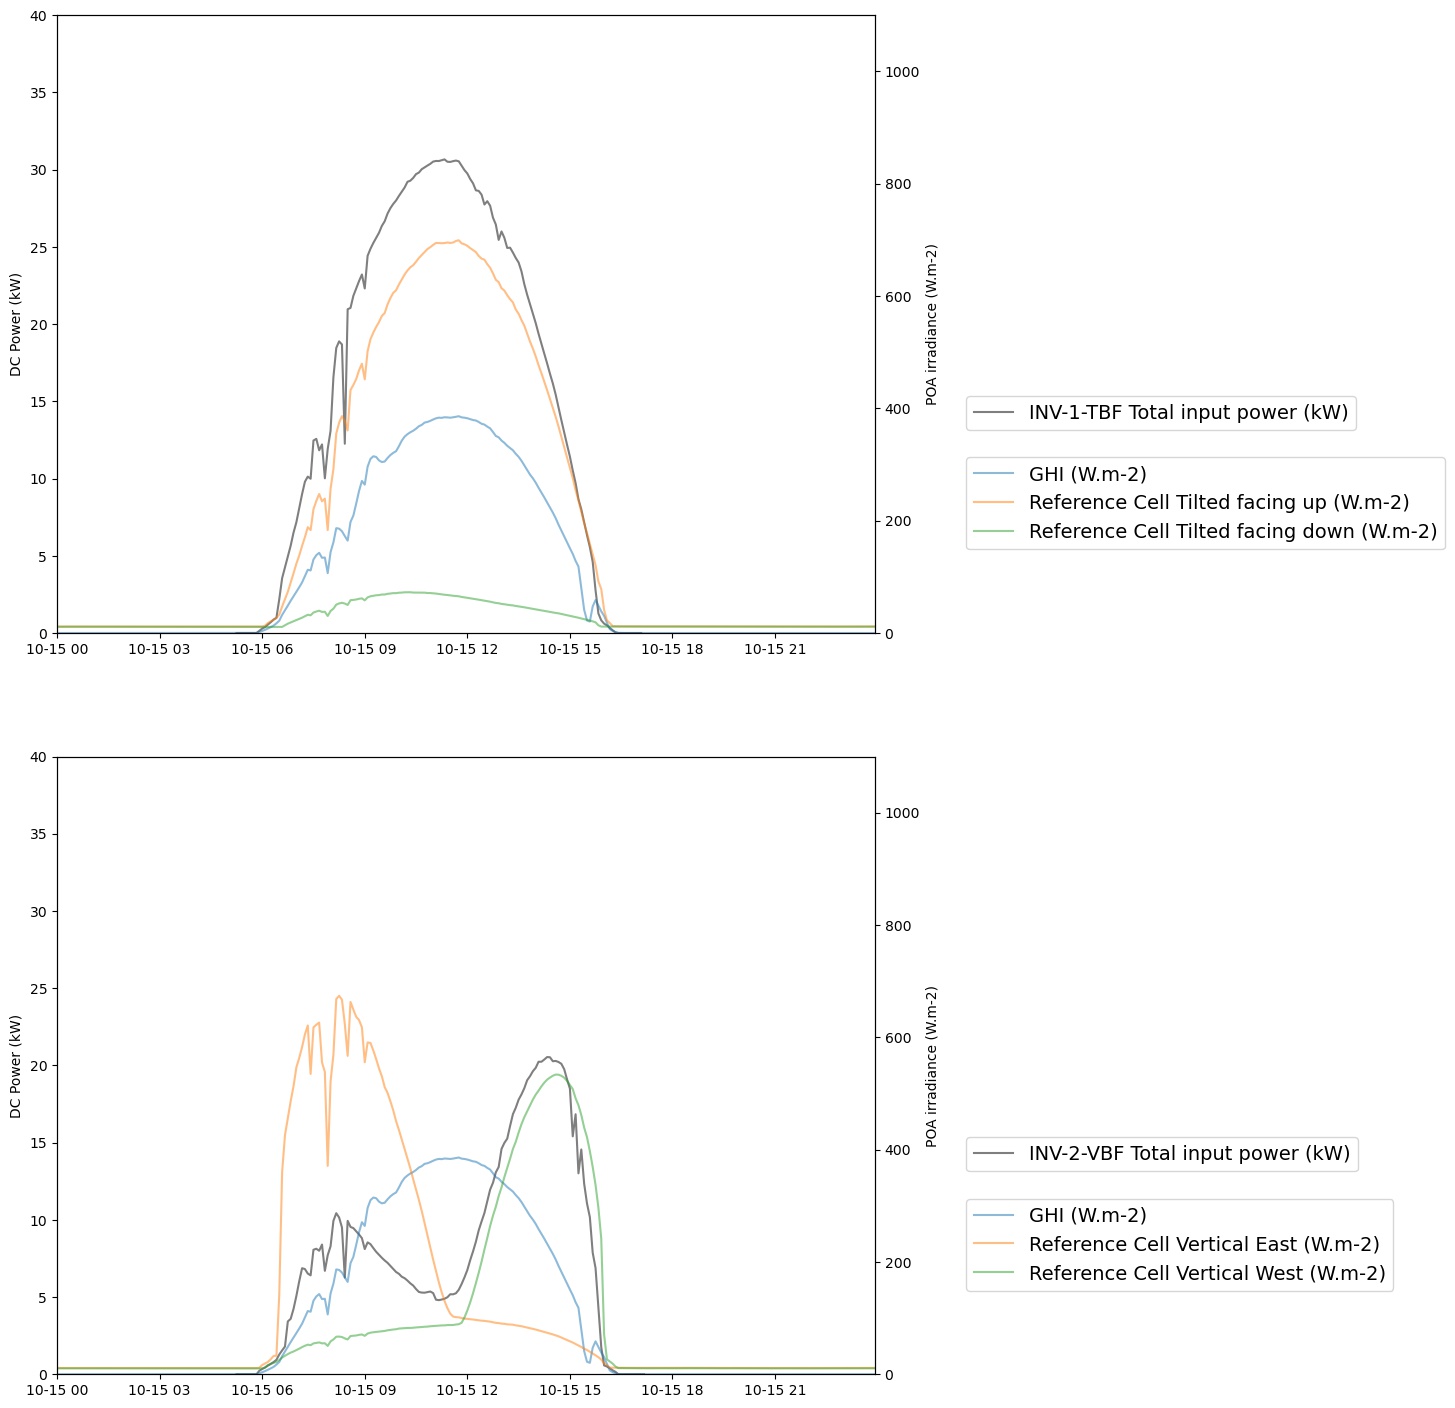 40
35
30
25
20
15
10
5
0
DC Power (kW)
1000
800
600
400
200
0
POA irradiance (W.m-2)
10-15 00 10-15 03 10-15 06 10-15 09 10-15 12 10-15 15 10-15 18 10-15 21
INV-1-TBF Total input power (kW)
GHI (W.m-2)
Reference Cell Tilted facing up (W.m-2)
Reference Cell Tilted facing down (W.m-2)
40
35
30
25
20
15
10
5
0
DC Power (kW)
1000
800
600
400
200
0
POA irradiance (W.m-2)
10-15 00 10-15 03 10-15 06 10-15 09 10-15 12 10-15 15 10-15 18 10-15 21
INV-2-VBF Total input power (kW)
GHI (W.m-2)
Reference Cell Vertical East (W.m-2)
Reference Cell Vertical West (W.m-2)